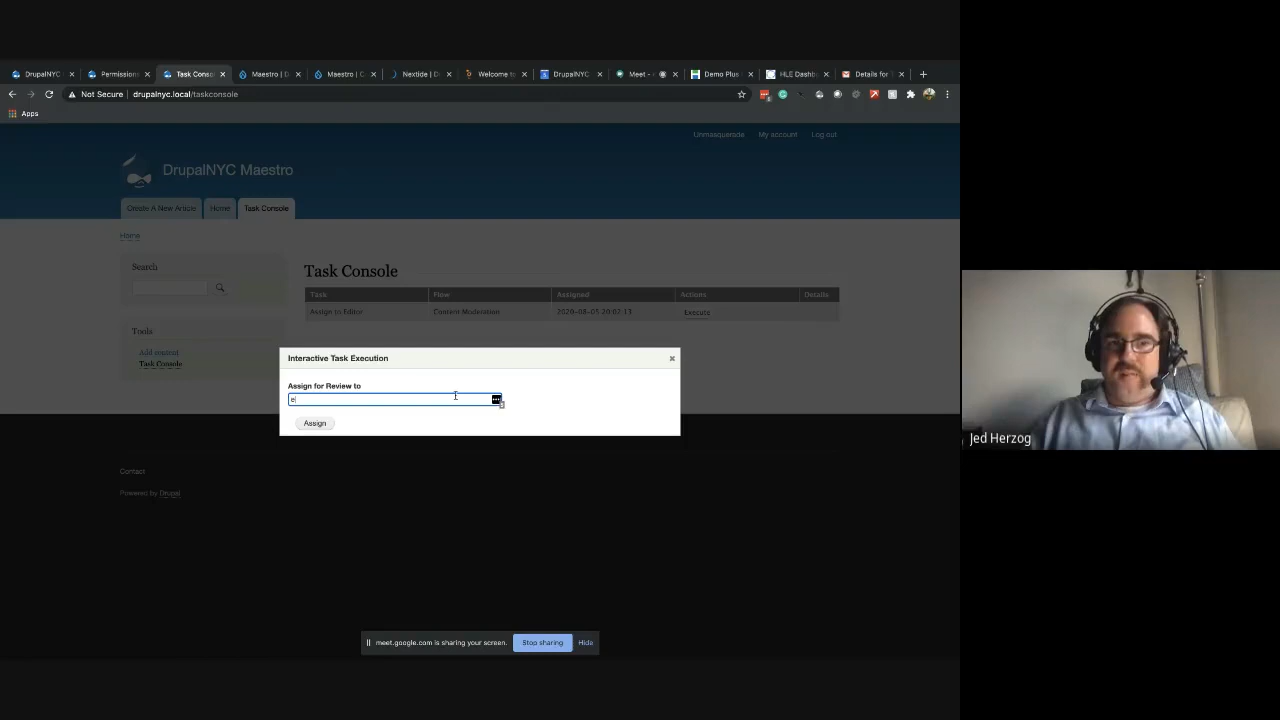 DrupalNYC
Permissions
Task Consol
Maestro | D
Maestro | C
Nextide | D
Welcome to
DrupalNYC
Meet -
Demo Plus
HLE Dashb
Details for
Not Secure drupalnyc.local/taskconsole
Apps
Unmasquerade My account Log out
DrupalNYC Maestro
Create A New Article Home Task Console
Home
Search
Task Console
Task Flow Assigned Actions Details
Assign to Editor Content Moderation 2020-08-05 20:02:13 Execute
Tools
Add content
Task Console
Interactive Task Execution
Assign for Review to
e
Assign
Jed Herzog
Contact
Powered by Drupal
meet.google.com is sharing your screen. Stop sharing Hide